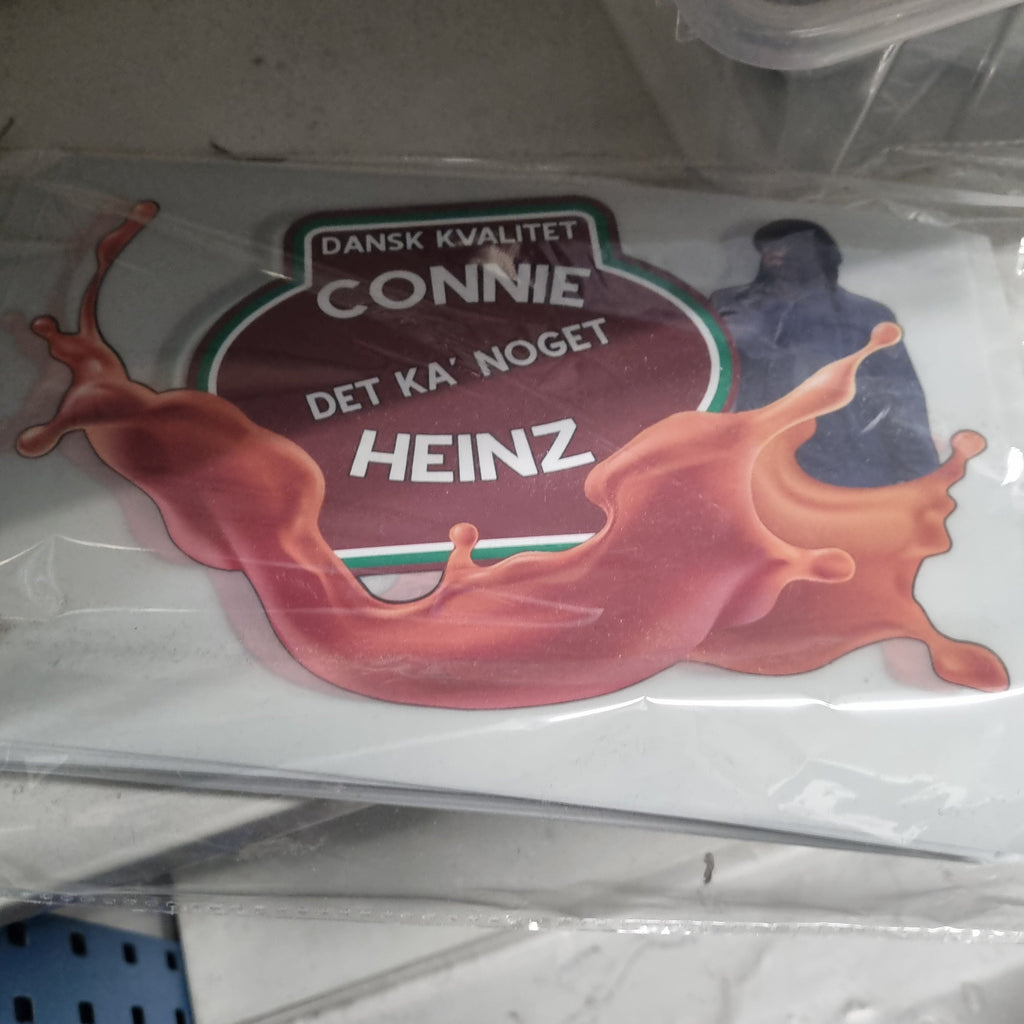 DANSK KVALITET
CONNIE
DET KA' NOGET
HEINZ